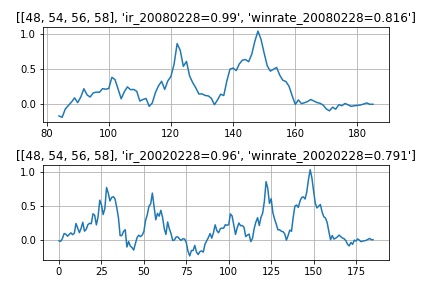 [[48, 54, 56, 58], 'ir_20080228=0.99', 'winrate_20080228=0.816']
1.0
0.5
0.0
80 100 120 140 160 180
[[48, 54, 56, 58], 'ir_20020228=0.96', 'winrate_20020228=0.791']
1.0
0.5
0.0
0 25 50 75 100 125 150 175